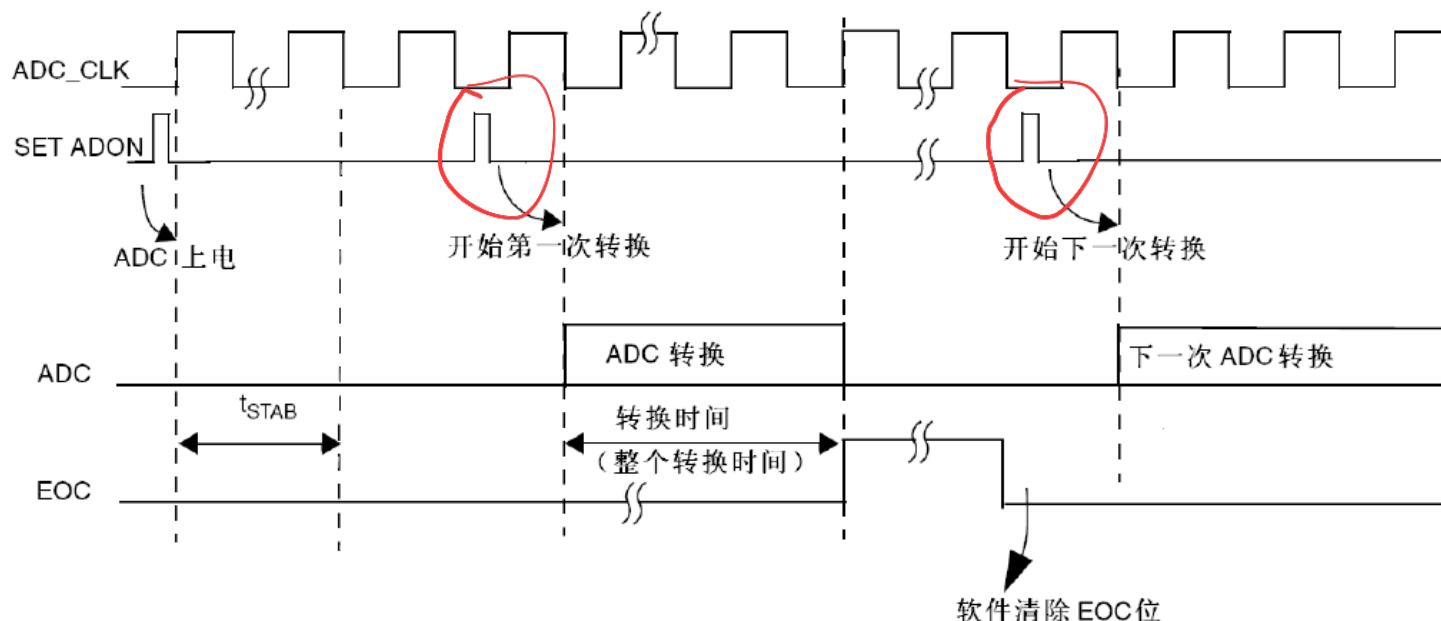 ADC_CLK
SET ADON
ADC 上电
开始第一次转换
开始下一次转换
ADC
ADC 转换
下一次 ADC 转换
tSTAB
转换时间
（整个转换时间）
EOC
软件清除 EOC位